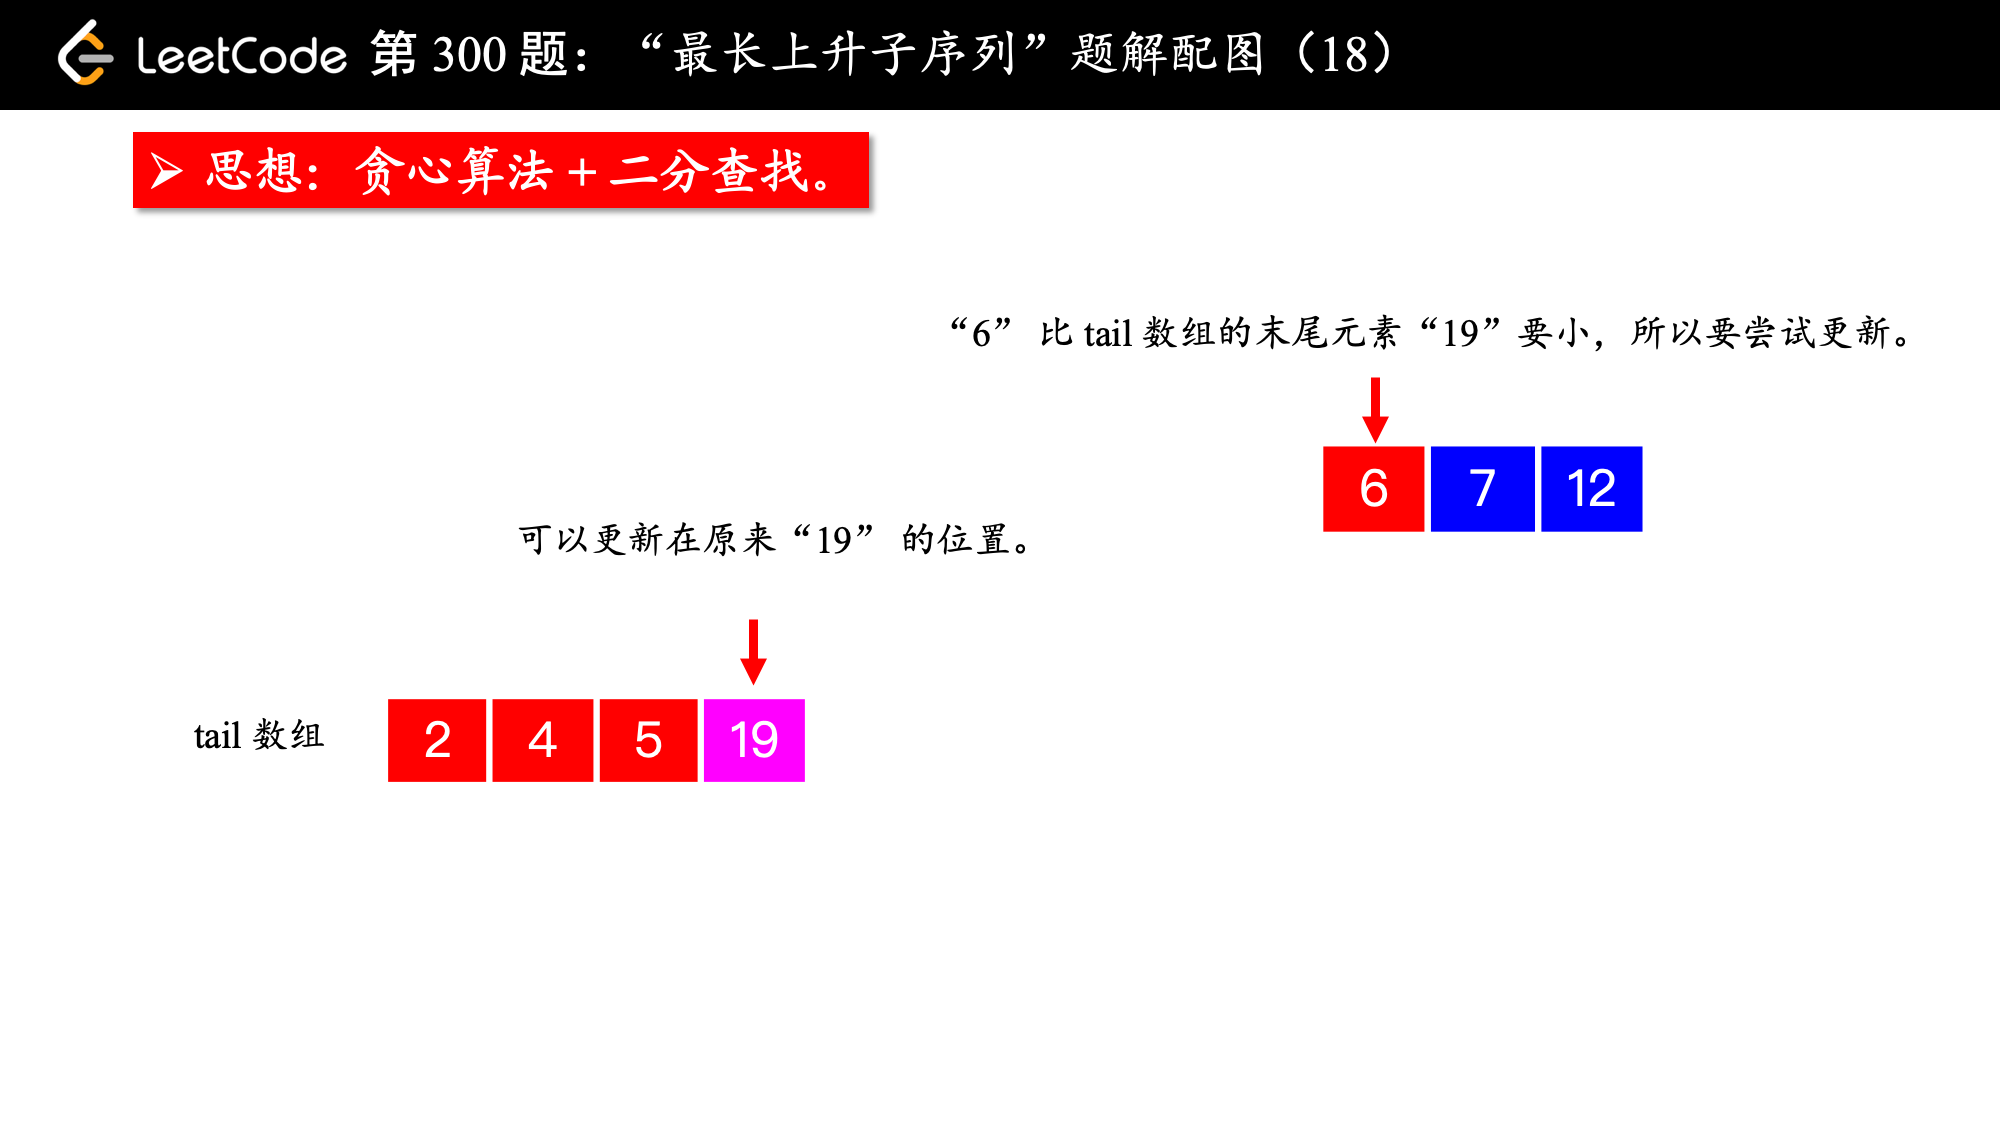 LeetCode 第 300 题：“最长上升子序列”题解配图（18）
➢ 思想：贪心算法 + 二分查找。
“6” 比 tail 数组的末尾元素“19”要小，所以要尝试更新。
6 7 12
可以更新在原来“19” 的位置。
tail 数组 2 4 5 19